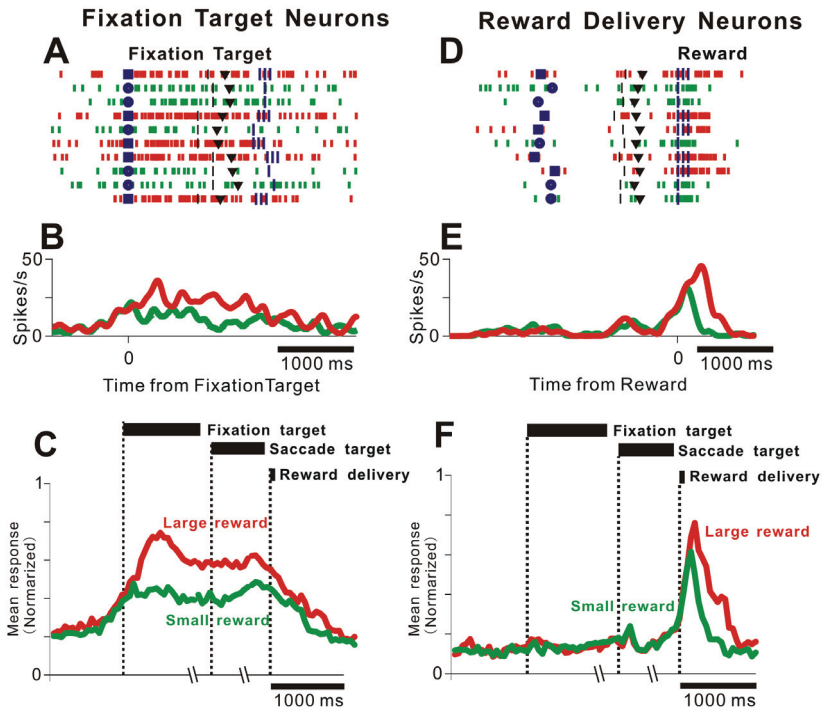 Fixation Target Neurons
A
Fixation Target
B
50
Spikes/s
0
0
1000 ms
Time from FixationTarget
C
Fixation target
Saccade target
Reward delivery
1
Large reward
Mean response
(Normarized)
Small reward
0
1000 ms
Reward Delivery Neurons
D
Reward
E
50
Spikes/s
0
0
1000 ms
Time from Reward
F
Fixation target
Saccade target
Reward delivery
1
Large reward
Mean response
(Normarized)
Small reward
0
1000 ms